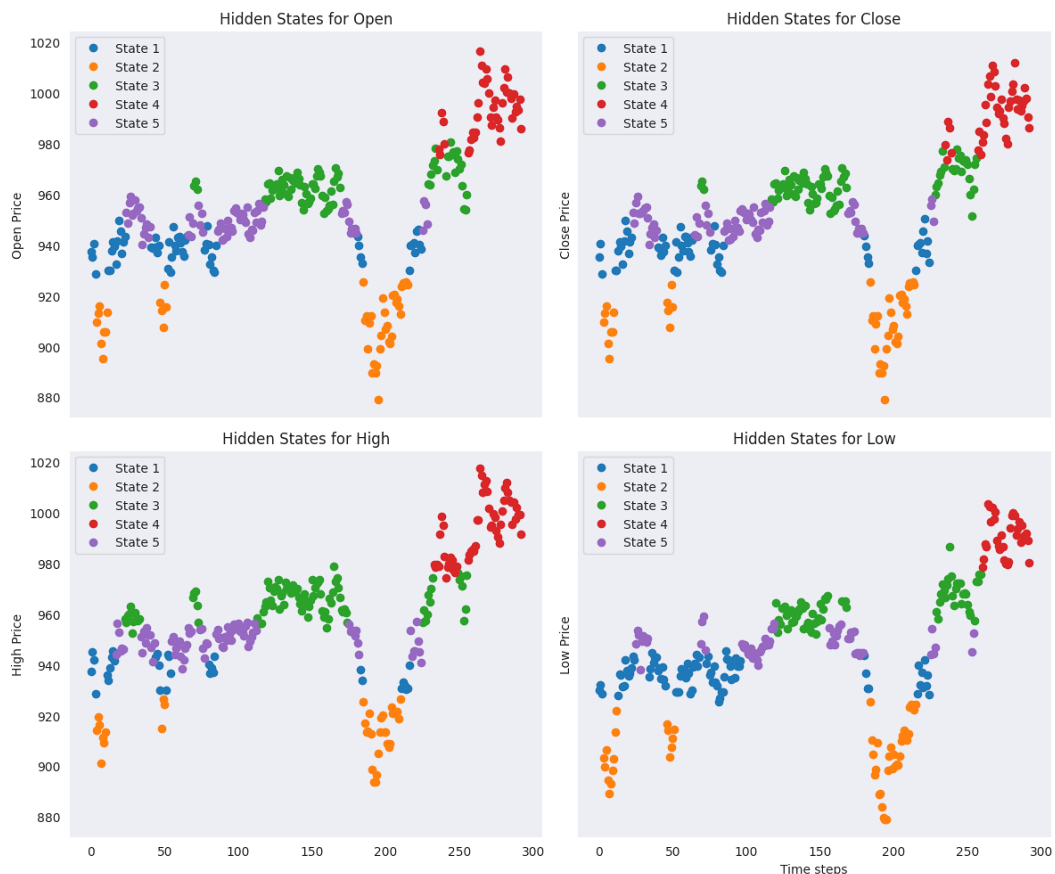 Hidden States for Open
Hidden States for Close
1020
1000
980
960
940
920
900
880
Open Price
State 1
State 2
State 3
State 4
State 5
Close Price
State 1
State 2
State 3
State 4
State 5
Hidden States for High
Hidden States for Low
1020
1000
980
960
940
920
900
880
High Price
State 1
State 2
State 3
State 4
State 5
Low Price
State 1
State 2
State 3
State 4
State 5
0 50 100 150 200 250 300
0 50 100 150 200 250 300
Time steps